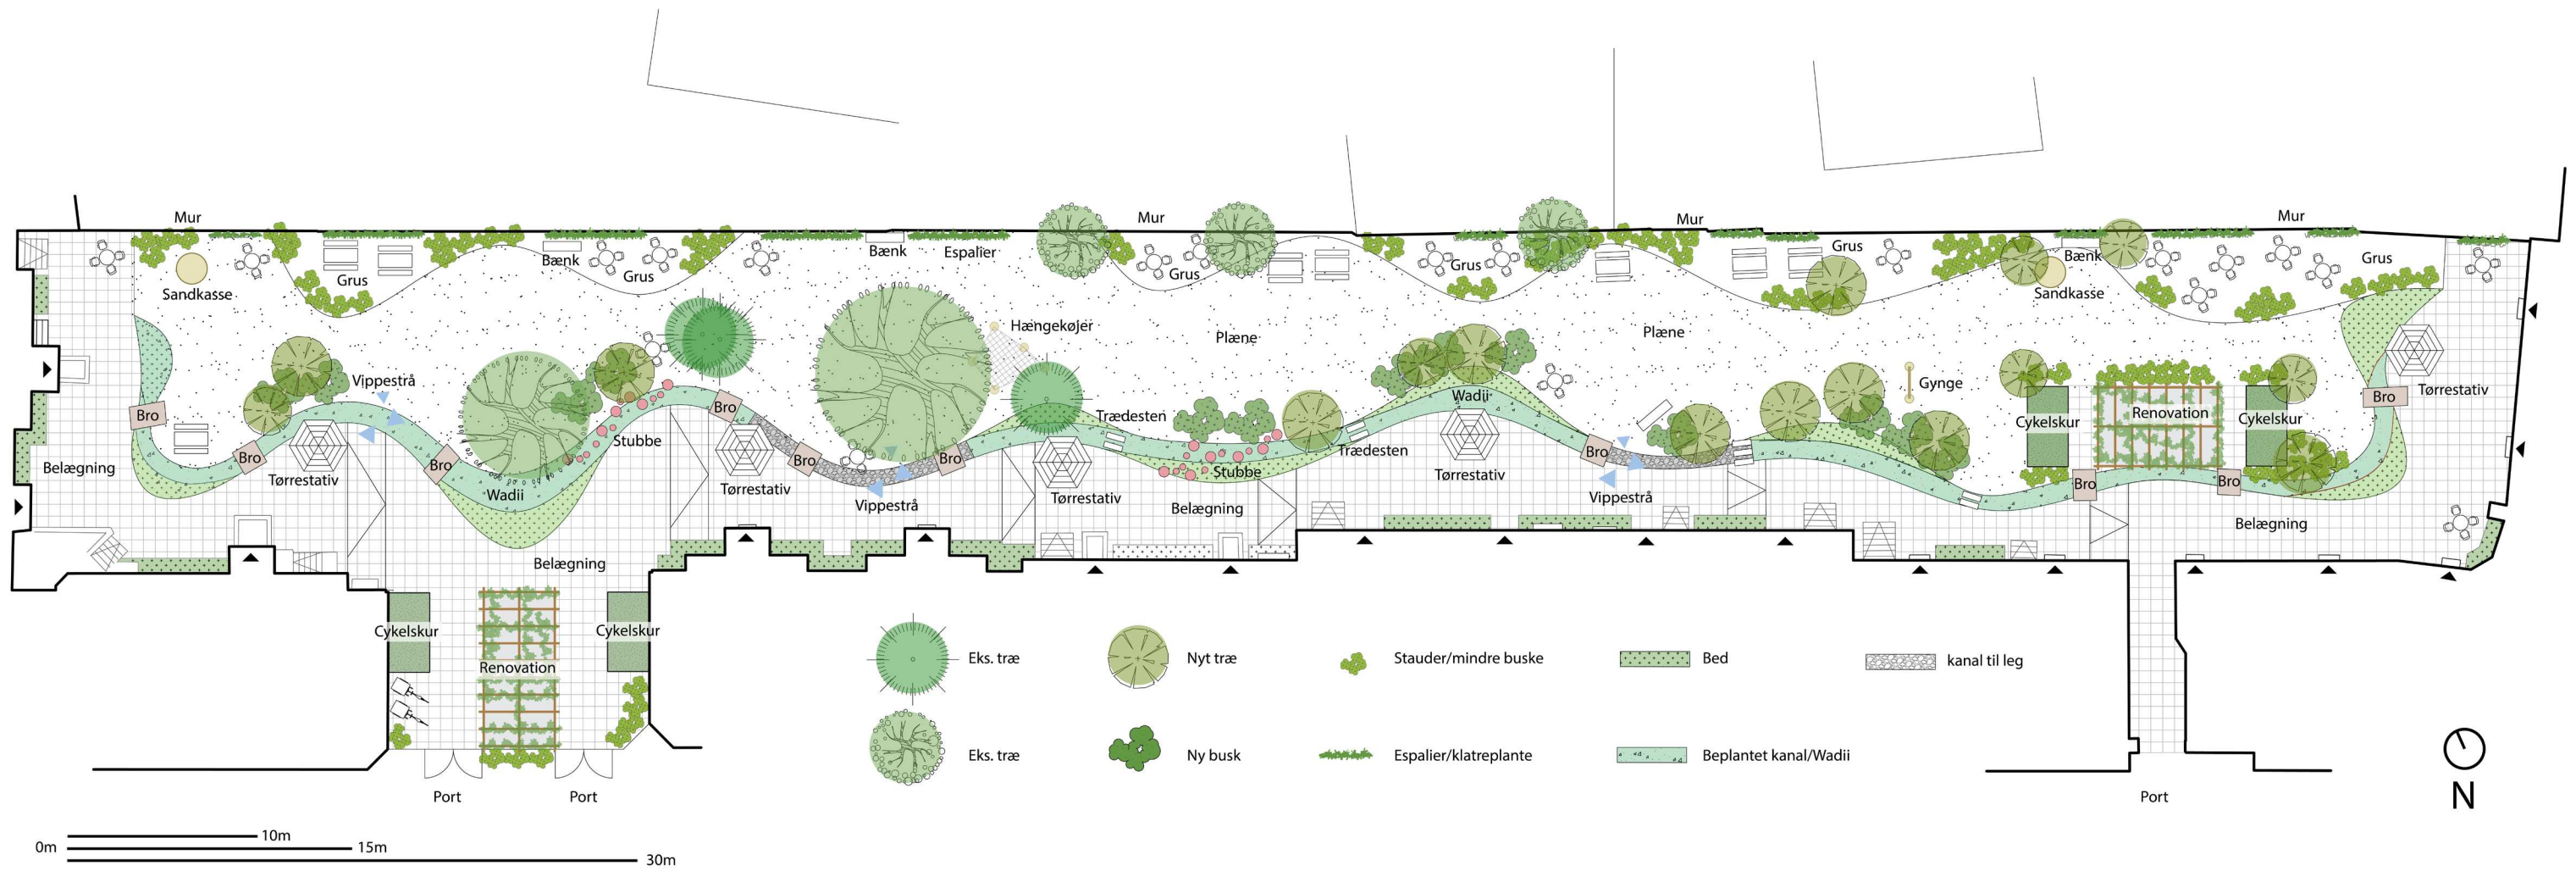 Mur
Mur
Mur
Mur
Bænk
Grus
Sandkasse
Grus
Bænk
Espalier
Grus
Grus
Grus
Bænk
Sandkasse
Grus
Hængekøjer
Plæne
Plæne
Vippestrå
Gynge
Tørrestativ
Bro
Bro
Wadii
Bro
Trædesten
Cykelskur
Renovation
Cykelskur
Stubbe
Trædesten
Bro
Bro
Bro
Bro
Bro
Belægning
Tørrestativ
Wadii
Tørrestativ
Vippestrå
Tørrestativ
Stubbe
Belægning
Tørrestativ
Vippestrå
Bro
Bro
Belægning
Belægning
Cykelskur
Cykelskur
Renovation
Eks. træ
Nyt træ
Stauder/mindre buske
Bed
kanal til leg
Eks. træ
Ny busk
Espalier/klatreplante
Beplantet kanal/Wadii
Port
Port
Port
N
10m
0m
15m
30m